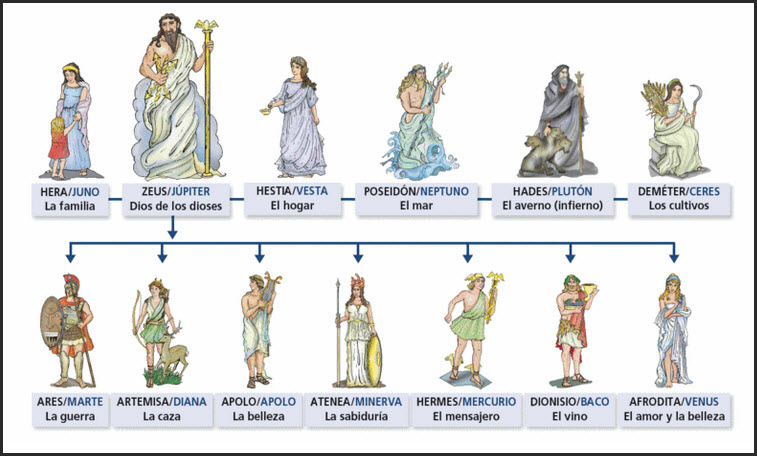 HERA/JUNO
La familia
ZEUS/JÚPITER
Dios de los dioses
HESTIA/VESTA
El hogar
POSEIDÓN/NEPTUNO
El mar
HADES/PLUTÓN
El averno (infierno)
DEMÉTER/CERES
Los cultivos
ARES/MARTE
La guerra
ARTEMISA/DIANA
La caza
APOLO/APOLO
La belleza
ATENEA/MINERVA
La sabiduría
HERMES/MERCURIO
El mensajero
DIONISIO/BACO
El vino
AFRODITA/VENUS
El amor y la belleza